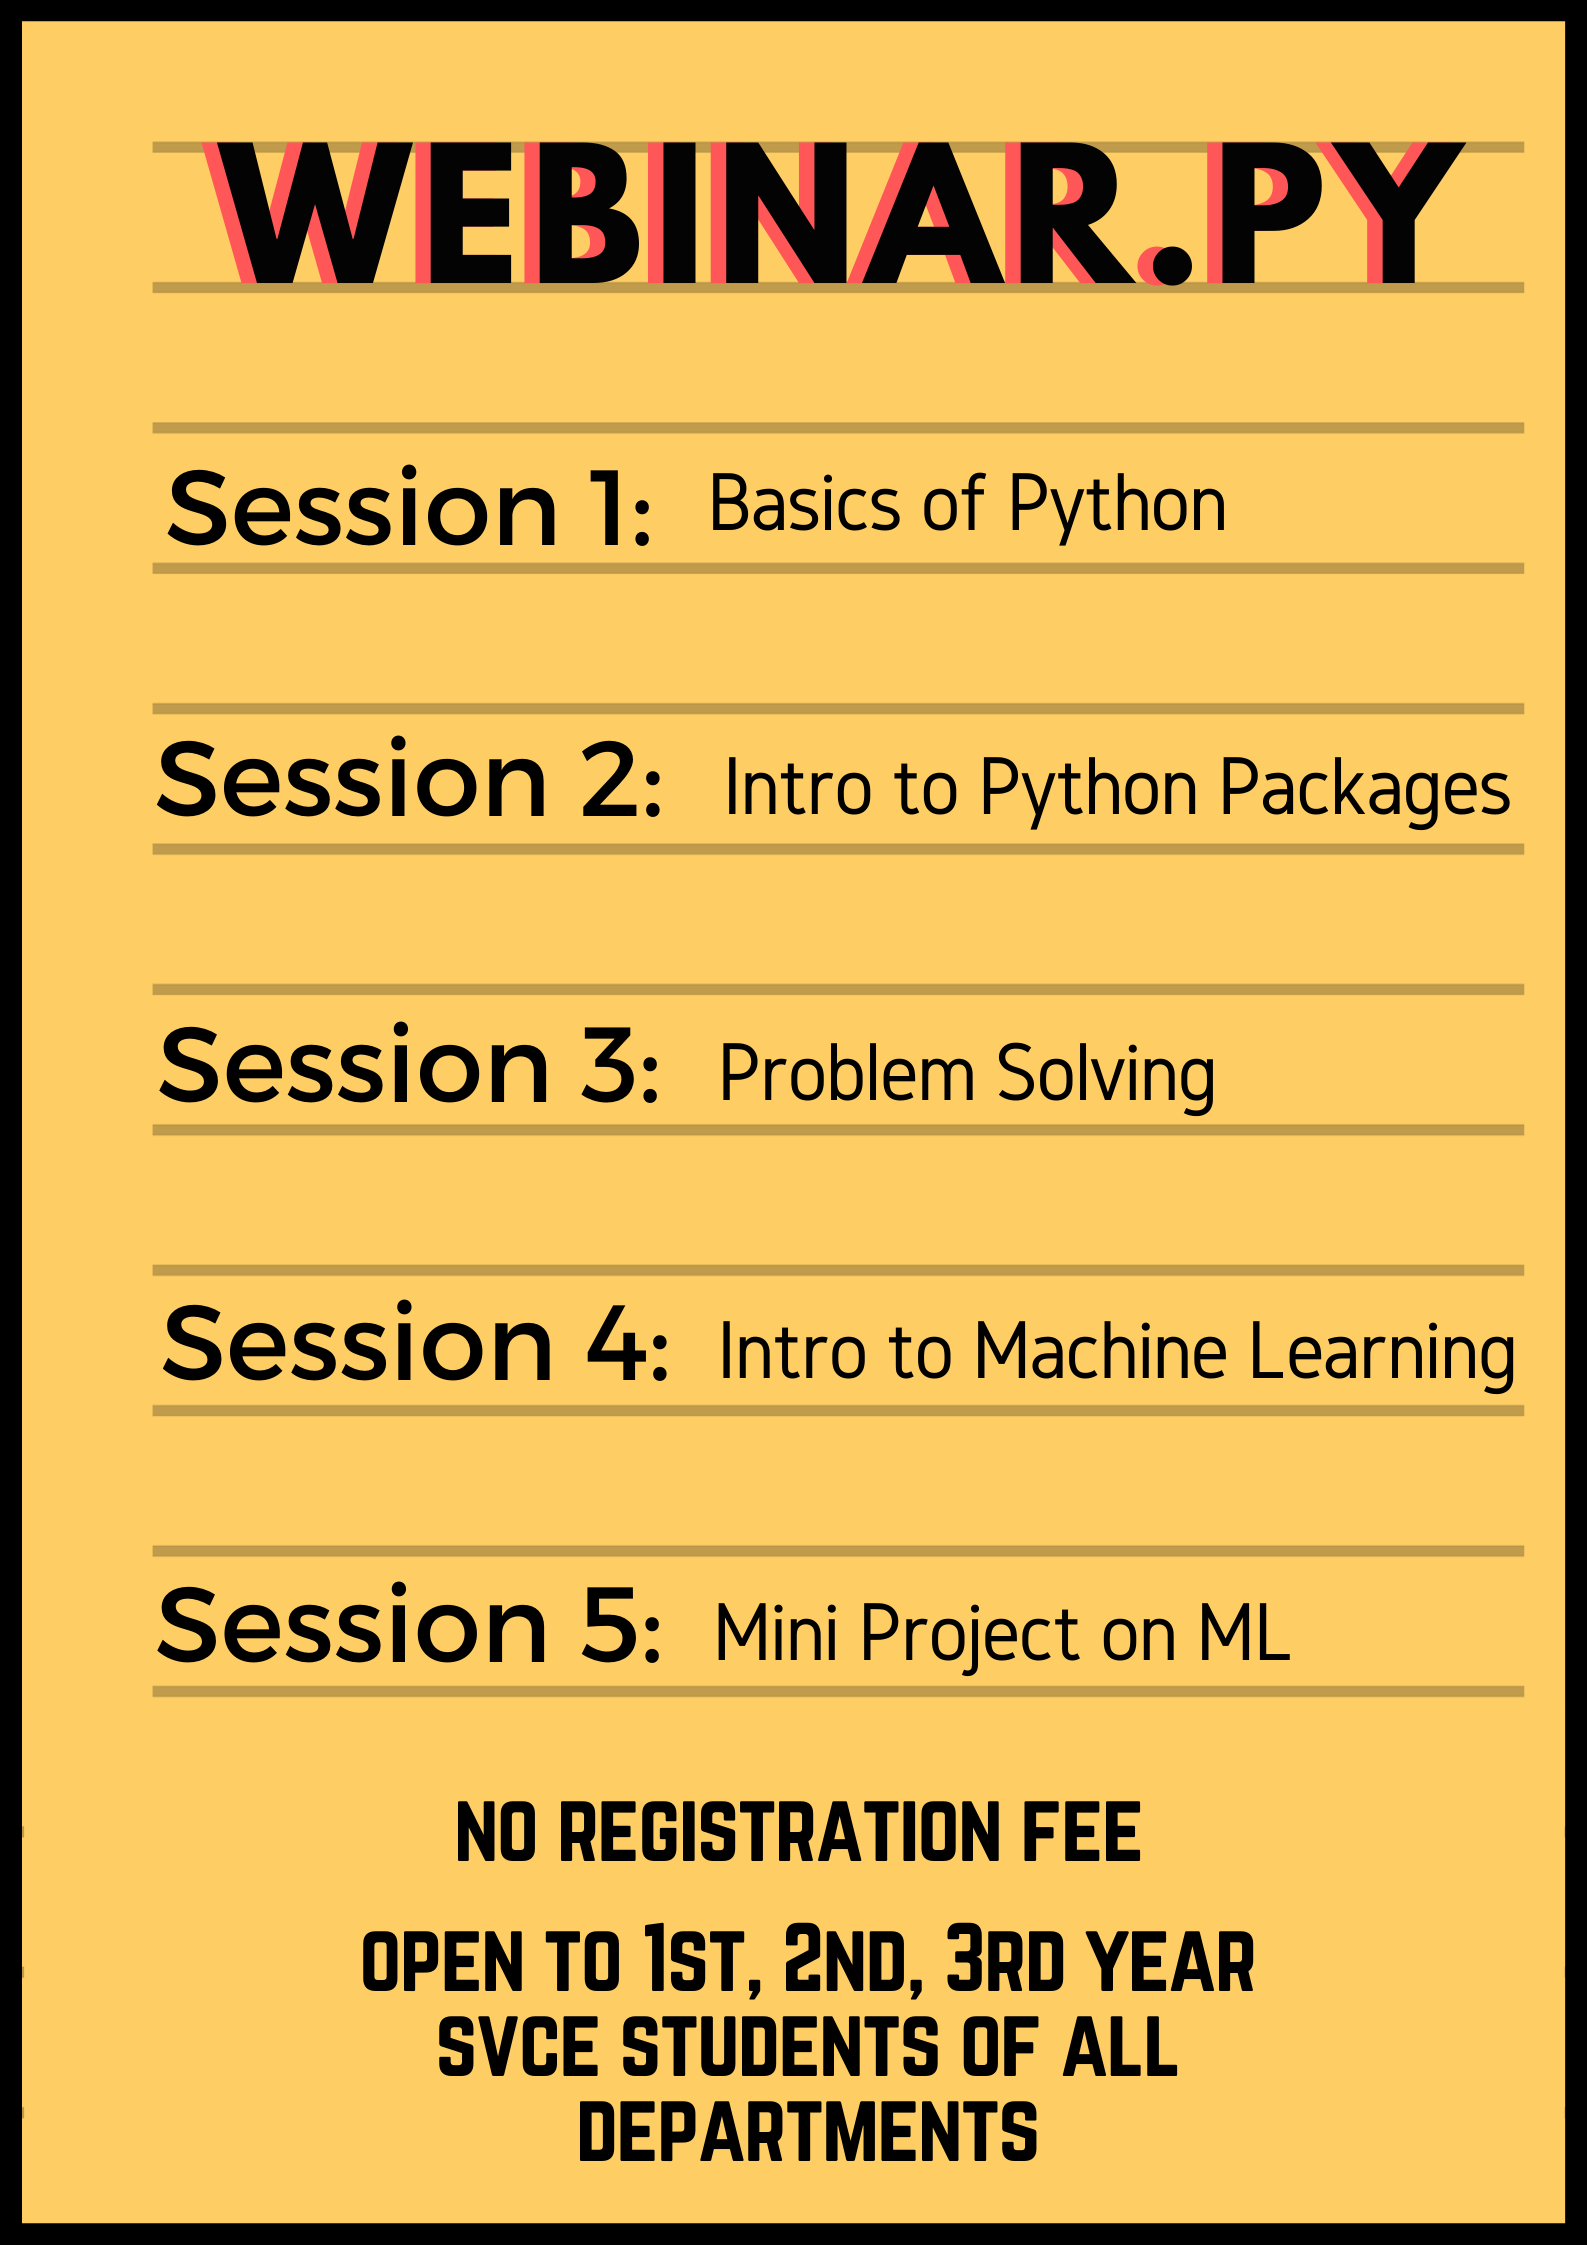 WEBINAR.PY
Session 1: Basics of Python
Session 2: Intro to Python Packages
Session 3: Problem Solving
Session 4: Intro to Machine Learning
Session 5: Mini Project on ML
NO REGISTRATION FEE
OPEN TO 1ST, 2ND, 3RD YEAR
SVCE STUDENTS OF ALL
DEPARTMENTS